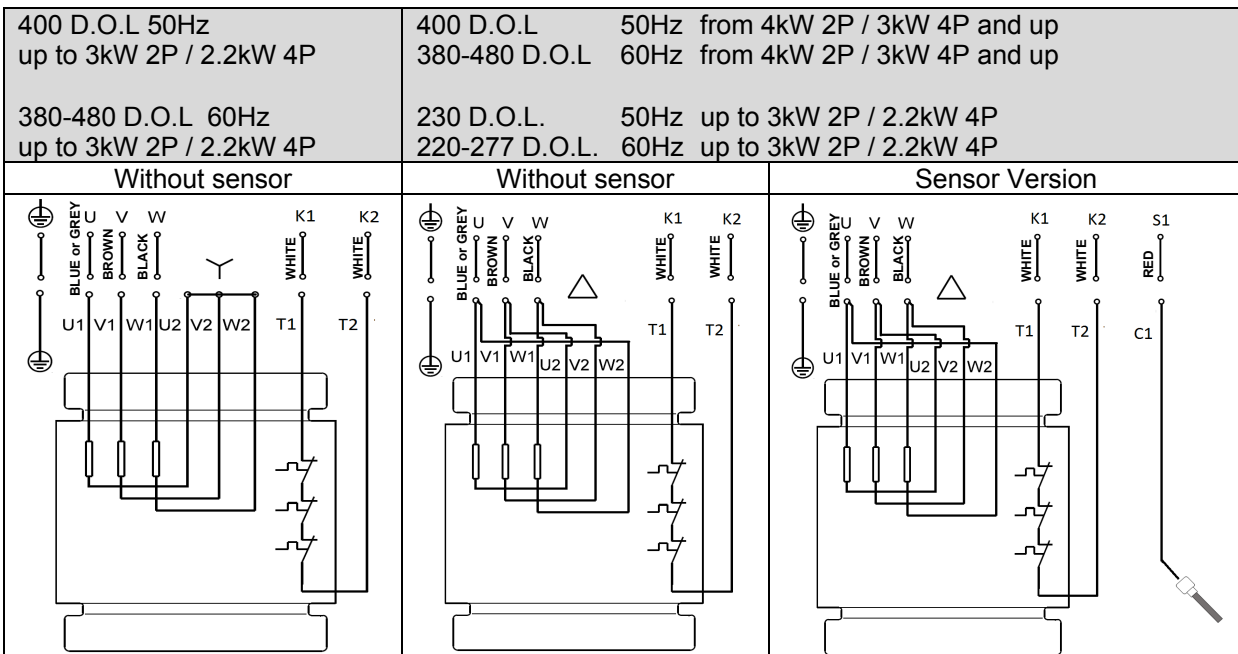 400 D.O.L 50Hz
up to 3kW 2P / 2.2kW 4P
380-480 D.O.L 60Hz
up to 3kW 2P / 2.2kW 4P
400 D.O.L 50Hz from 4kW 2P / 3kW 4P and up
380-480 D.O.L 60Hz from 4kW 2P / 3kW 4P and up
230 D.O.L. 50Hz up to 3kW 2P / 2.2kW 4P
220-277 D.O.L. 60Hz up to 3kW 2P / 2.2kW 4P
Without sensor
Without sensor
Sensor Version
U V W K1 K2
BLUE or GREY
BROWN
BLACK
WHITE
WHITE
U1 V1 W1 U2 V2 W2 T1 T2
U V W K1 K2
BLUE or GREY
BROWN
BLACK
WHITE
WHITE
T1 T2
U1 V1 W1 U2 V2 W2
U V W K1 K2 S1
BLUE or GREY
BROWN
BLACK
WHITE
WHITE
RED
T1 T2 C1
U1 V1 W1 U2 V2 W2